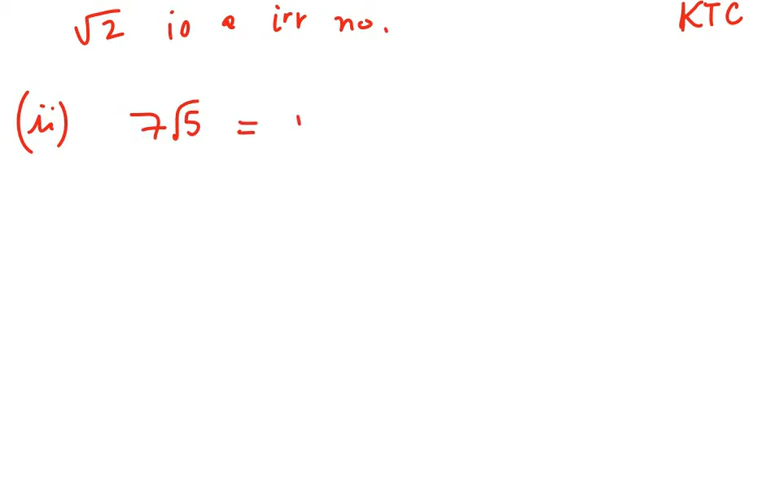 √2 is a irr no. KTC
(ii) 7√5 =